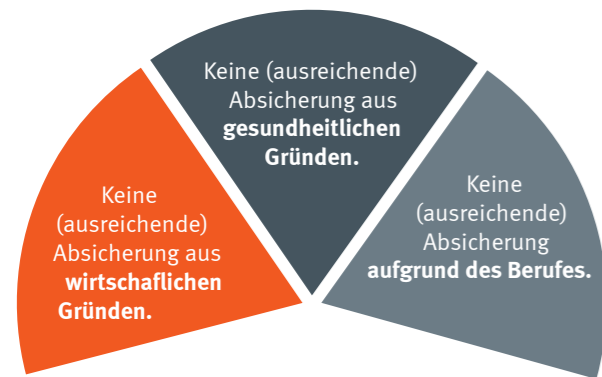 Keine (ausreichende)
Absicherung aus
gesundheitlichen
Gründen.
Keine
(ausreichende)
Absicherung aus
wirtschaflichen
Gründen.
Keine
(ausreichende)
Absicherung
aufgrund des Berufes.